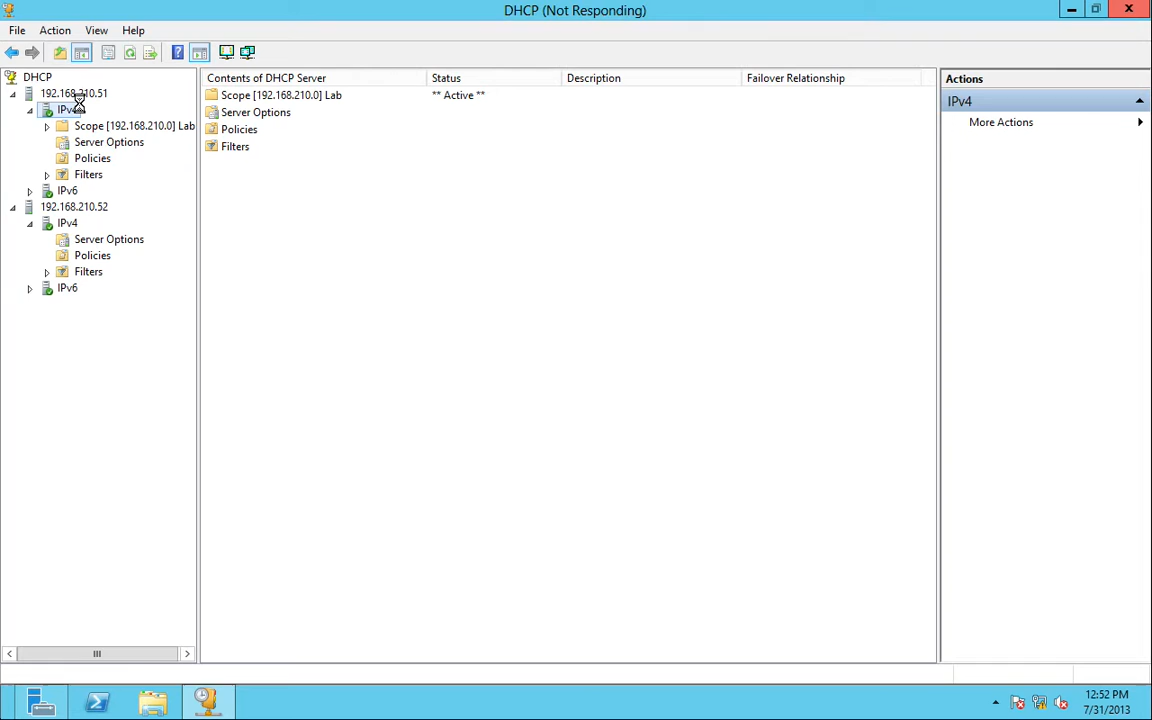 DHCP (Not Responding)
File Action View Help
DHCP
192.168.210.51
IPv4
Scope [192.168.210.0] Lab
Server Options
Policies
Filters
IPv6
192.168.210.52
IPv4
Server Options
Policies
Filters
IPv6
Contents of DHCP Server Status Description Failover Relationship
Scope [192.168.210.0] Lab ** Active **
Server Options
Policies
Filters
Actions
IPv4
More Actions
12:52 PM
7/31/2013